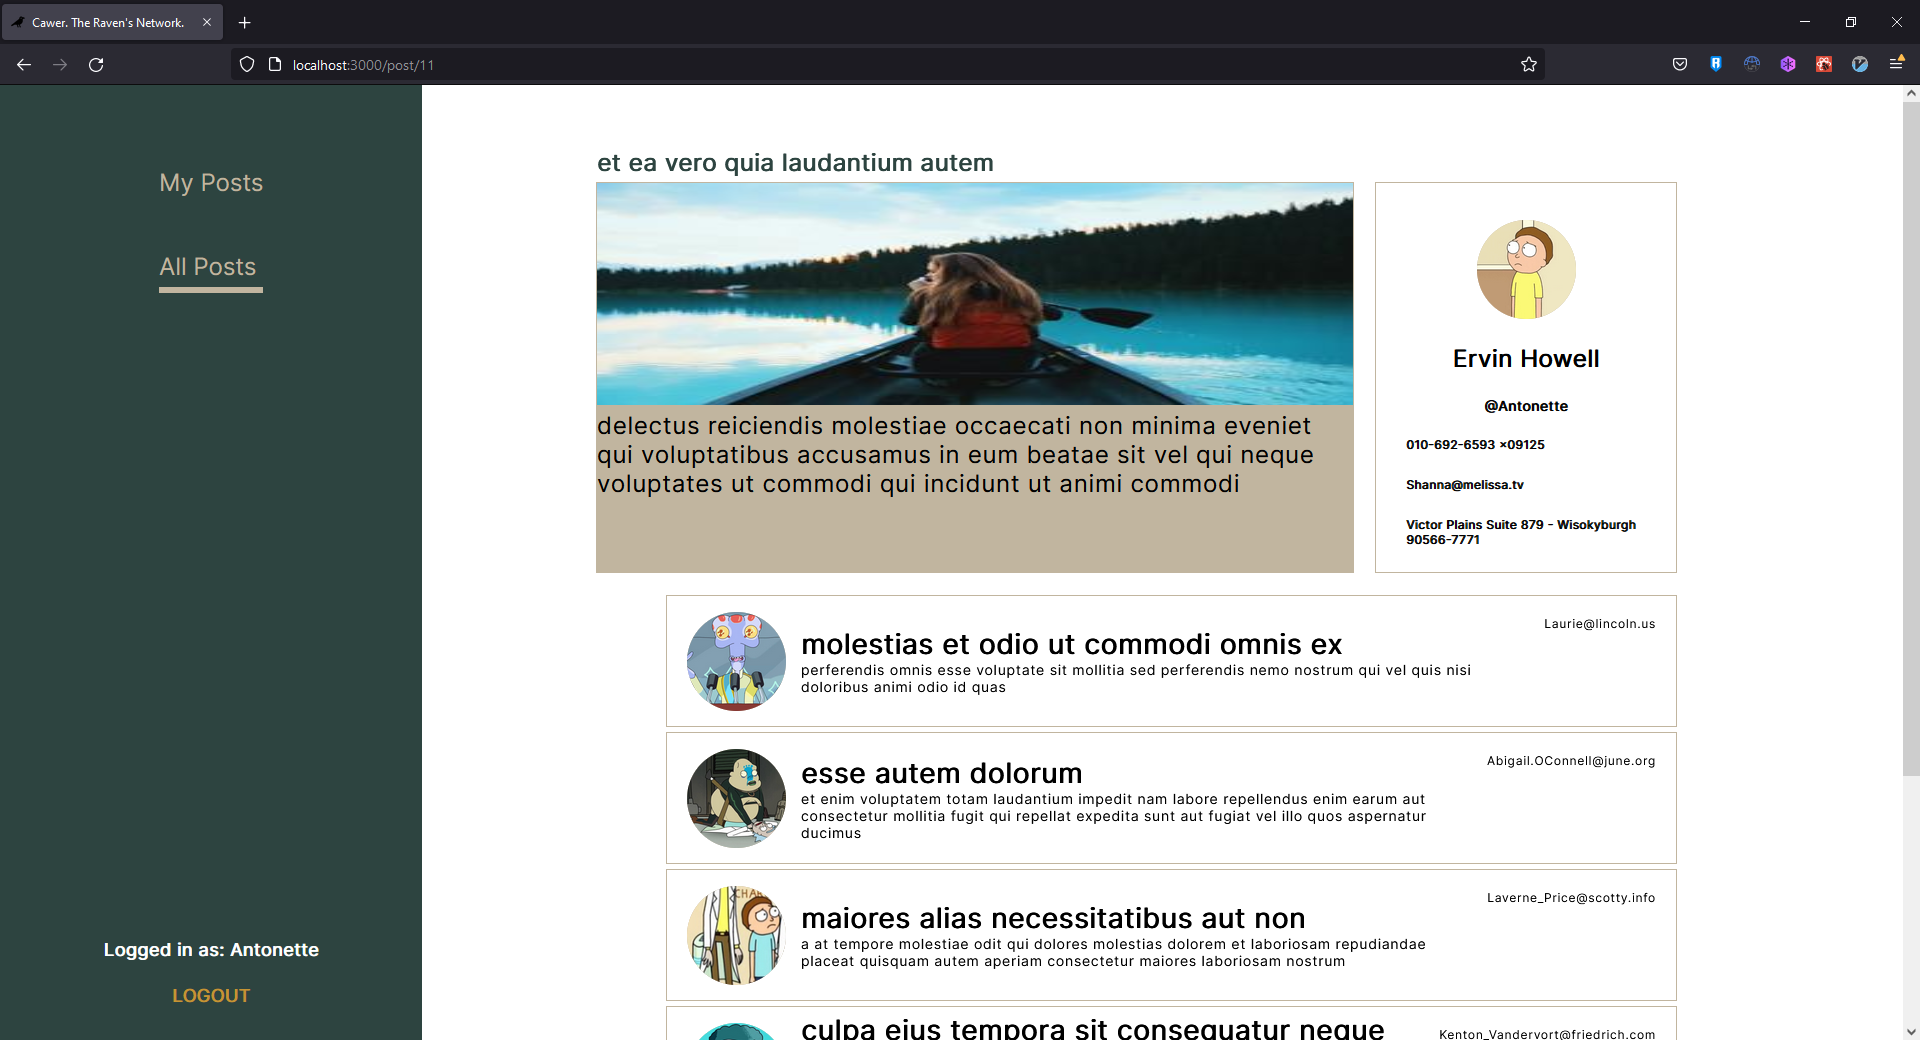 Cawer. The Raven's Network.
localhost:3000/post/11
My Posts
All Posts
Logged in as: Antonette
LOGOUT
et ea vero quia laudantium autem
delectus reiciendis molestiae occaecati non minima eveniet
qui voluptatibus accusamus in eum beatae sit vel qui neque
voluptates ut commodi qui incidunt ut animi commodi
Ervin Howell
@Antonette
010-692-6593 x09125
Shanna@melissa.tv
Victor Plains Suite 879 - Wisokyburgh
90566-7771
molestias et odio ut commodi omnis ex
Laurie@lincoln.us
perferendis omnis esse voluptate sit mollitia sed perferendis nemo nostrum qui vel quis nisi
doloribus animi odio id quas
esse autem dolorum
Abigail.OConnell@june.org
et enim voluptatem totam laudantium impedit nam labore repellendus enim earum aut
consectetur mollitia fugit qui repellat expedita sunt aut fugiat vel illo quos aspernatur
ducimus
maiores alias necessitatibus aut non
Laverne_Price@scotty.info
a at tempore molestiae odit qui dolores molestias dolorem et laboriosam repudiandae
placeat quisquam autem aperiam consectetur maiores laboriosam nostrum
culpa eius tempora sit consequatur neque
Kenton_Vandervort@friedrich.com